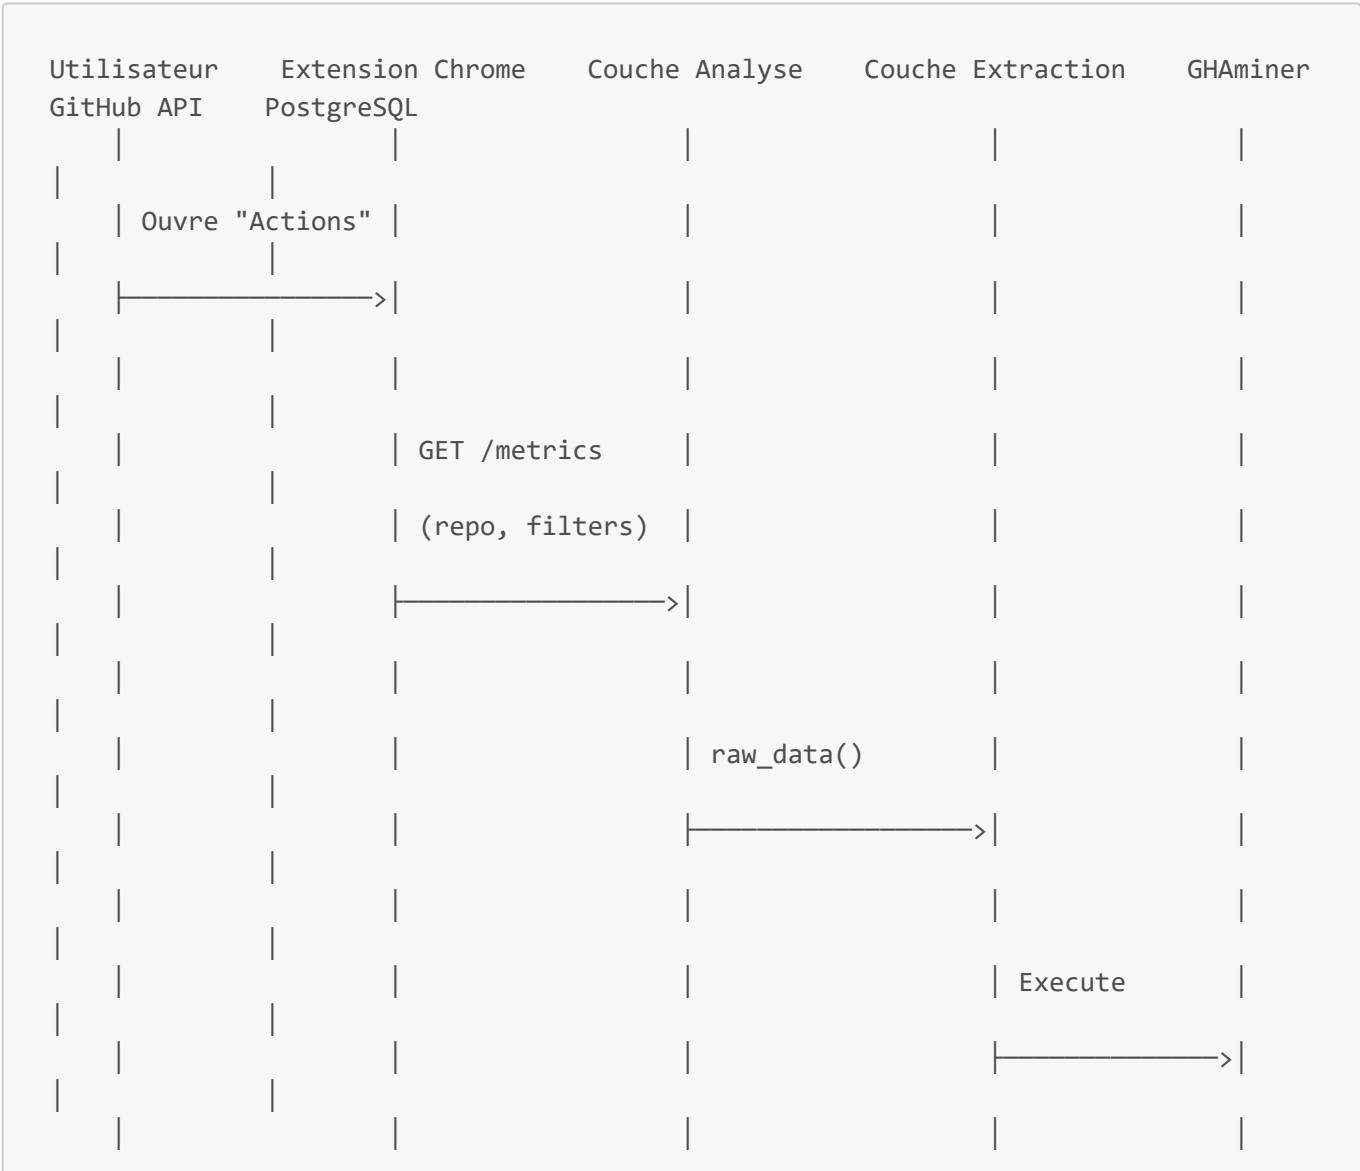 Utilisateur    Extension Chrome    Couche Analyse    Couche Extraction    GHAminer
GitHub API    PostgreSQL
Ouvre "Actions"
GET /metrics
(repo, filters)
raw_data()
Execute